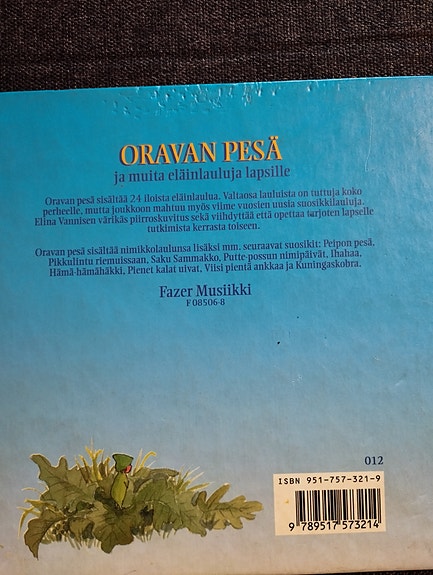 ORAVAN PESÄ
ja muita eläinlauluja lapsille
Oravan pesä sisältää 24 iloista eläinlaulua. Valtaosa lauluista on tuttuja koko
perheelle, mutta joukkoon mahtuu myös viime vuosien uusia suosikkilauluja.
Elina Vannisen värikäs piirroskuvitus sekä viihdyttää että opettaa tarjoten lapselle
tutkimista kerrasta toiseen.
Oravan pesä sisältää nimikkolaulunsa lisäksi mm. seuraavat suosikit: Peipon pesä,
Pikkulintu riemuissaan, Saku Sammakko, Putte-possun nimipäivät, Ihahaa,
Hämä-hämähäkki, Pienet kalat uivat, Viisi pientä ankkaa ja Kuningaskobra.
Fazer Musiikki
F 08506-8
012
ISBN 951-757-321-9
9 789517 573214